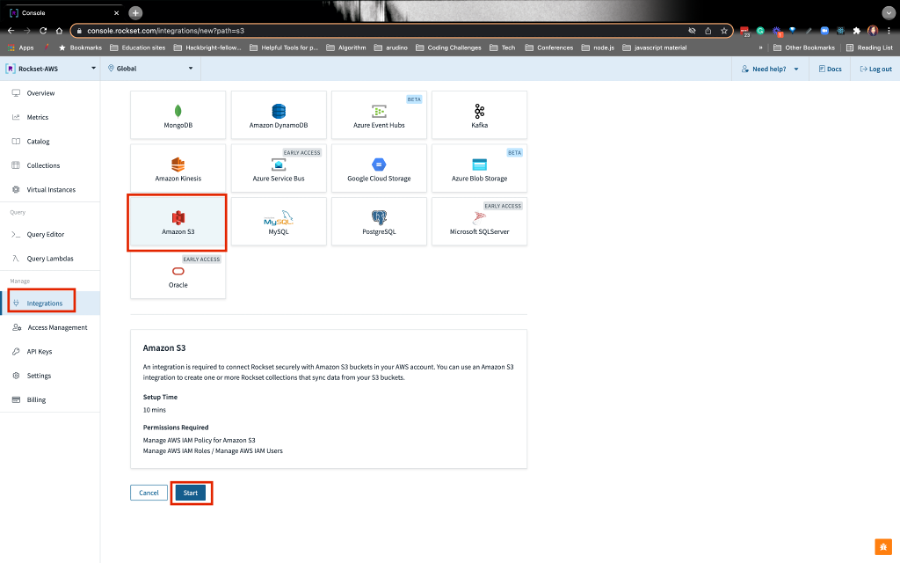 Console
console.rockset.com/integrations/new?path=s3
23
Apps
Bookmarks
Education sites
Hackbright-fellow...
Helpful Tools for p...
Algorithm
arudino
Coding Challenges
Tech
Conferences
node.js
javascript material
»
Other Bookmarks
Reading List
Rockset-AWS
Global
Need help?
Docs
Log out
Overview
Metrics
Catalog
Collections
Virtual Instances
Query
Query Editor
Query Lambdas
Manage
Integrations
Access Management
API Keys
Settings
Billing
MongoDB
Amazon DynamoDB
BETA
Azure Event Hubs
Kafka
Amazon Kinesis
EARLY ACCESS
Azure Service Bus
Google Cloud Storage
BETA
Azure Blob Storage
Amazon S3
MySQL
MySQL
PostgreSQL
EARLY ACCESS
Microsoft SQLServer
EARLY ACCESS
Oracle
Amazon S3
An integration is required to connect Rockset securely with Amazon S3 buckets in your AWS account. You can use an Amazon S3
integration to create one or more Rockset collections that sync data from your S3 buckets.
Setup Time
10 mins
Permissions Required
Manage AWS IAM Policy for Amazon S3
Manage AWS IAM Roles / Manage AWS IAM Users
Cancel
Start